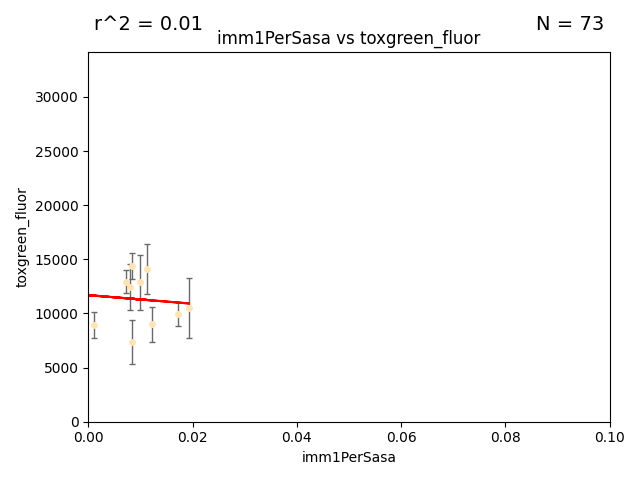 r^2 = 0.01
N = 73
imm1PerSasa vs toxgreen_fluor
30000
25000
20000
15000
10000
5000
0
toxgreen_fluor
0.00 0.02 0.04 0.06 0.08 0.10
imm1PerSasa